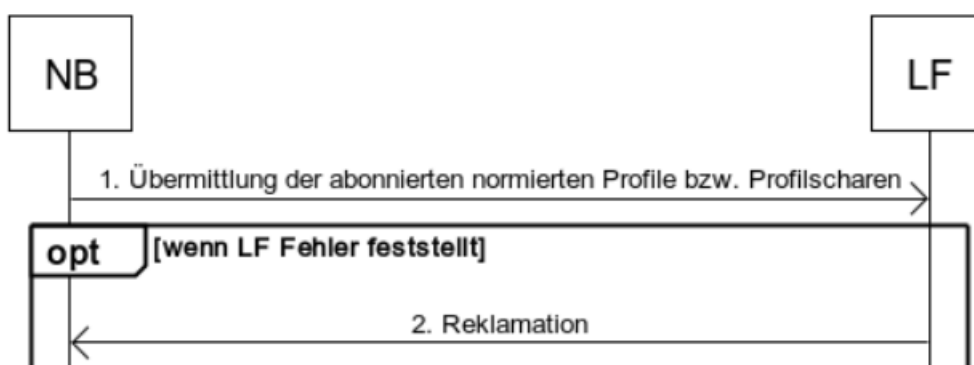 NB
LF
1. Übermittlung der abonnierten normierten Profile bzw. Profilscharen
opt
[wenn LF Fehler feststellt]
2. Reklamation